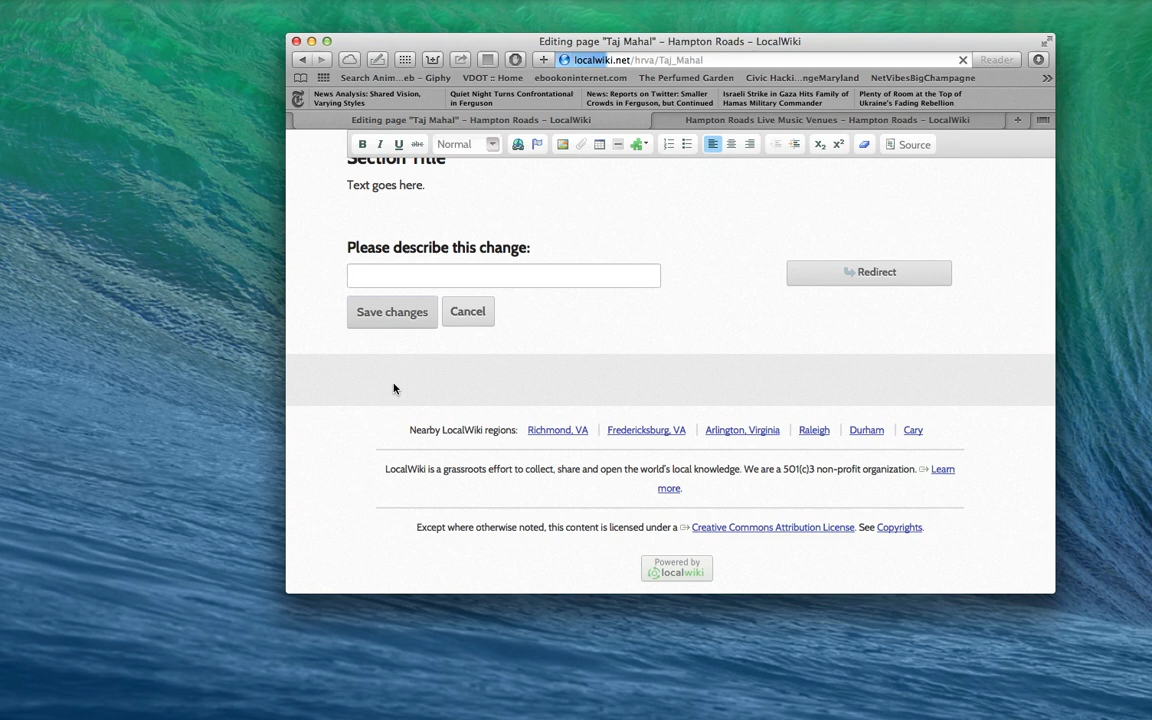 Editing page "Taj Mahal" – Hampton Roads – LocalWiki
localwiki.net/hrva/Taj_Mahal
Reader
Search Anim...eb – Giphy VDOT :: Home ebookoninternet.com The Perfumed Garden Civic Hacki...ngeMaryland NetVibesBigChampagne
News Analysis: Shared Vision, Varying Styles
Quiet Night Turns Confrontational in Ferguson
News: Reports on Twitter: Smaller Crowds in Ferguson, but Continued
Israeli Strike in Gaza Hits Family of Hamas Military Commander
Plenty of Room at the Top of Ukraine's Fading Rebellion
Editing page "Taj Mahal" – Hampton Roads – LocalWiki
Hampton Roads Live Music Venues – Hampton Roads – LocalWiki
B I U abc Normal x₂ x² Source
Section Title
Text goes here.
Please describe this change:
Redirect
Save changes Cancel
Nearby LocalWiki regions: Richmond, VA Fredericksburg, VA Arlington, Virginia Raleigh Durham Cary
LocalWiki is a grassroots effort to collect, share and open the world's local knowledge. We are a 501(c)3 non-profit organization. Learn
more.
Except where otherwise noted, this content is licensed under a Creative Commons Attribution License. See Copyrights.
Powered by
localwiki